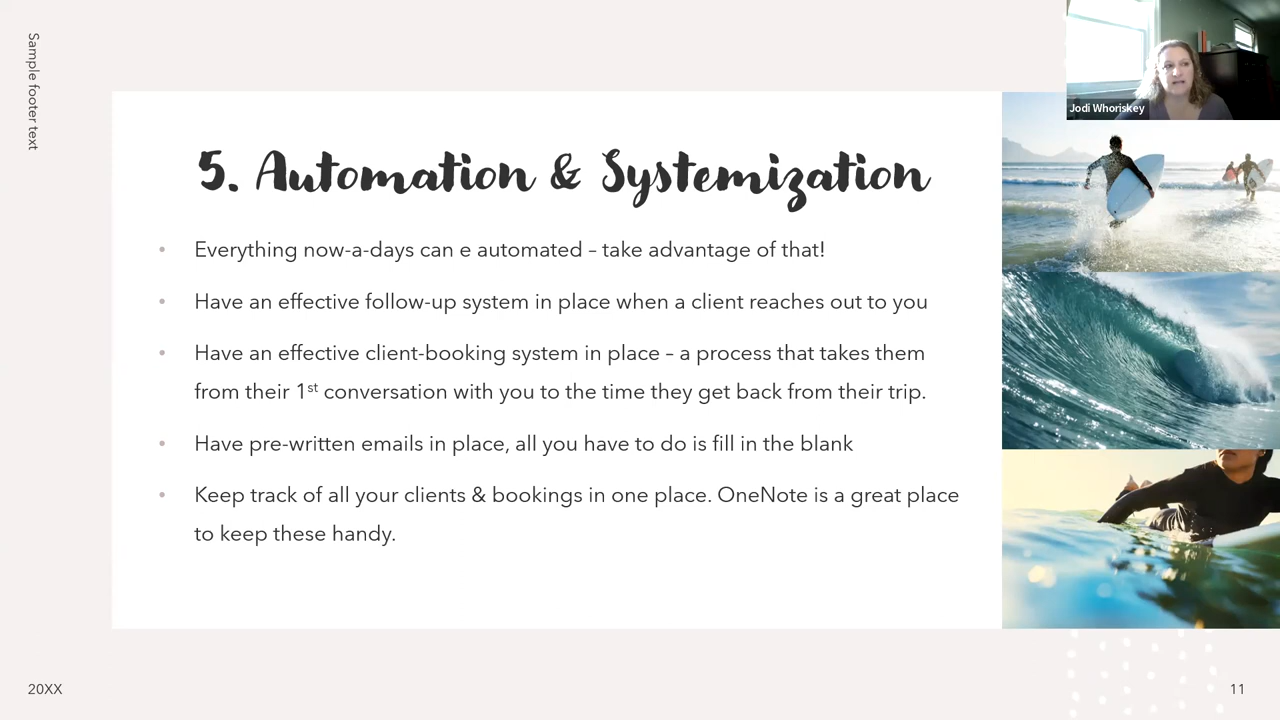 Sample footer text
Jodi Whoriskey
5. Automation & Systemization
• Everything now-a-days can e automated – take advantage of that!
• Have an effective follow-up system in place when a client reaches out to you
• Have an effective client-booking system in place – a process that takes them
from their 1st conversation with you to the time they get back from their trip.
• Have pre-written emails in place, all you have to do is fill in the blank
• Keep track of all your clients & bookings in one place. OneNote is a great place
to keep these handy.
20XX
11